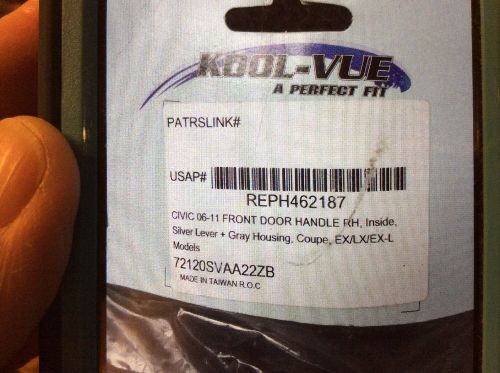 KOOL-VUE
A PERFECT FIT
PATRSLINK#
USAP#
REPH462187
CIVIC 06-11 FRONT DOOR HANDLE RH, Inside,
Silver Lever + Gray Housing, Coupe, EX/LX/EX-L
Models
72120SVAA22ZB
MADE IN TAIWAN R.O.C